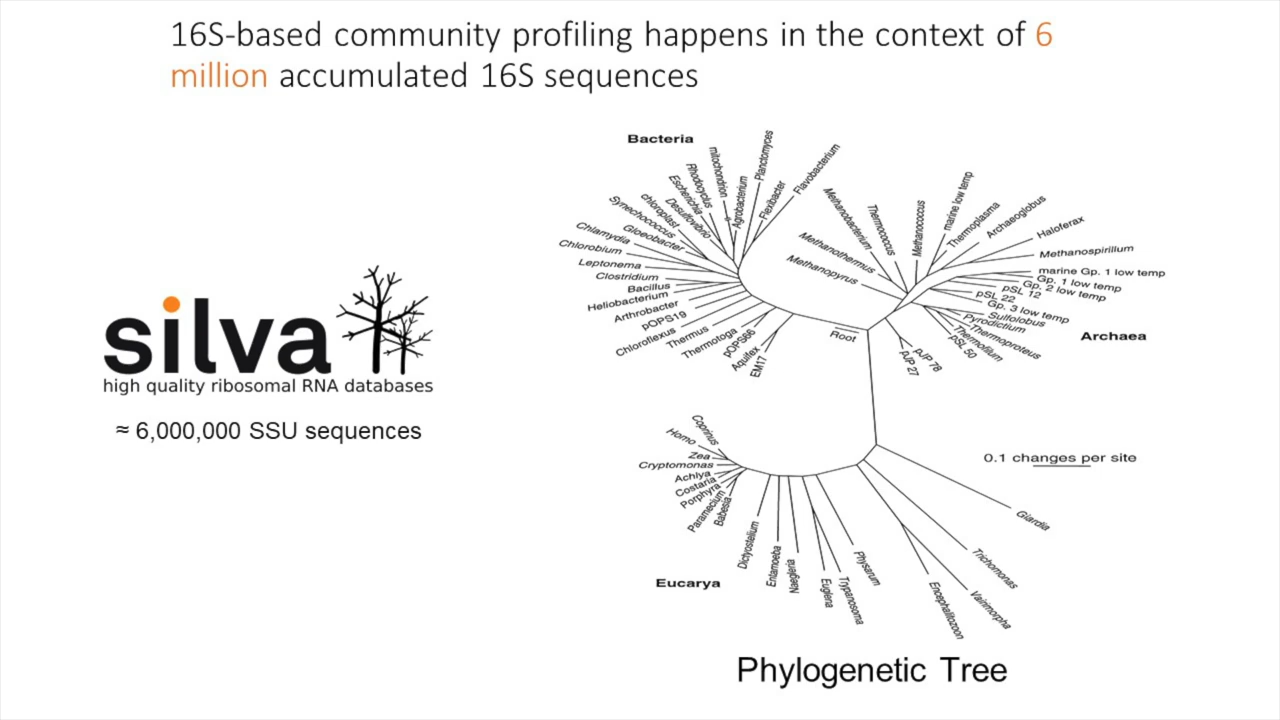 16S-based community profiling happens in the context of 6
million accumulated 16S sequences
silva
high quality ribosomal RNA databases
≈ 6,000,000 SSU sequences
Bacteria
Planctomyces
Flavobacterium
mitochondrion
Rhodocyclus
Escherichia
Desulfovibrio
Agrobacterium
Flexibacter
chloroplast
Synechococcus
Gloeobacter
Chlamydia
Chlorobium
Leptonema
Clostridium
Bacillus
Heliobacterium
Arthrobacter
pOPS19
Chloroflexus
Thermus
Thermotoga
pOPS66
Aquifex
EM17
Root
Methanobacterium
Thermococcus
Methanothermus
Methanopyrus
Methanococcus
marine low temp
Thermoplasma
Archaeoglobus
Haloferax
Methanospirillum
marine Gp. 1 low temp
Gp. 1 low temp
Gp. 2 low temp
pSL 12
pSL 22
Gp. 3 low temp
Sulfolobus
Pyrodictium
Thermoproteus
Thermofilum
pSL 50
pJP 78
pJP 27
Archaea
Coprinus
Homo
Zea
Cryptomonas
Achlya
Costaria
Porphyra
Paramecium
Babesia
Dictyostelium
Entamoeba
Naegleria
Euglena
Trypanosoma
Physarum
Encephalitozoon
Vairimorpha
Trichomonas
Giardia
0.1 changes per site
Eucarya
Phylogenetic Tree